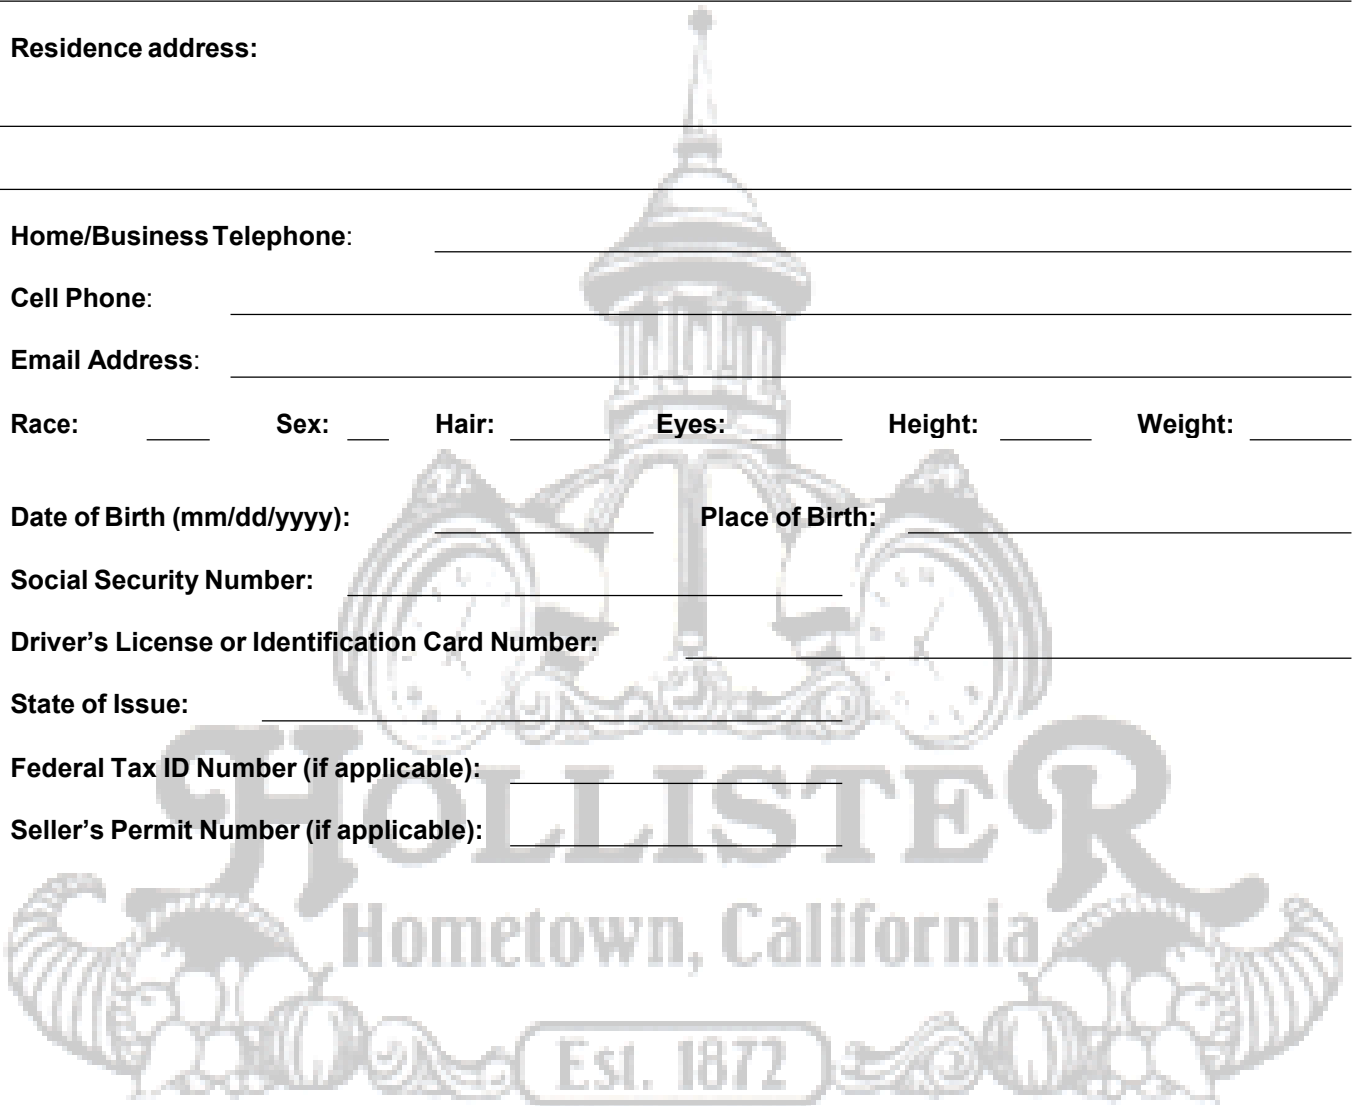 Residence address:
Home/Business Telephone:
Cell Phone:
Email Address:
Race: Sex: Hair: Eyes: Height: Weight:
Date of Birth (mm/dd/yyyy): Place of Birth:
Social Security Number:
Driver’s License or Identification Card Number:
State of Issue:
Federal Tax ID Number (if applicable):
Seller’s Permit Number (if applicable):
HOLLISTER
Hometown, California
Est. 1872